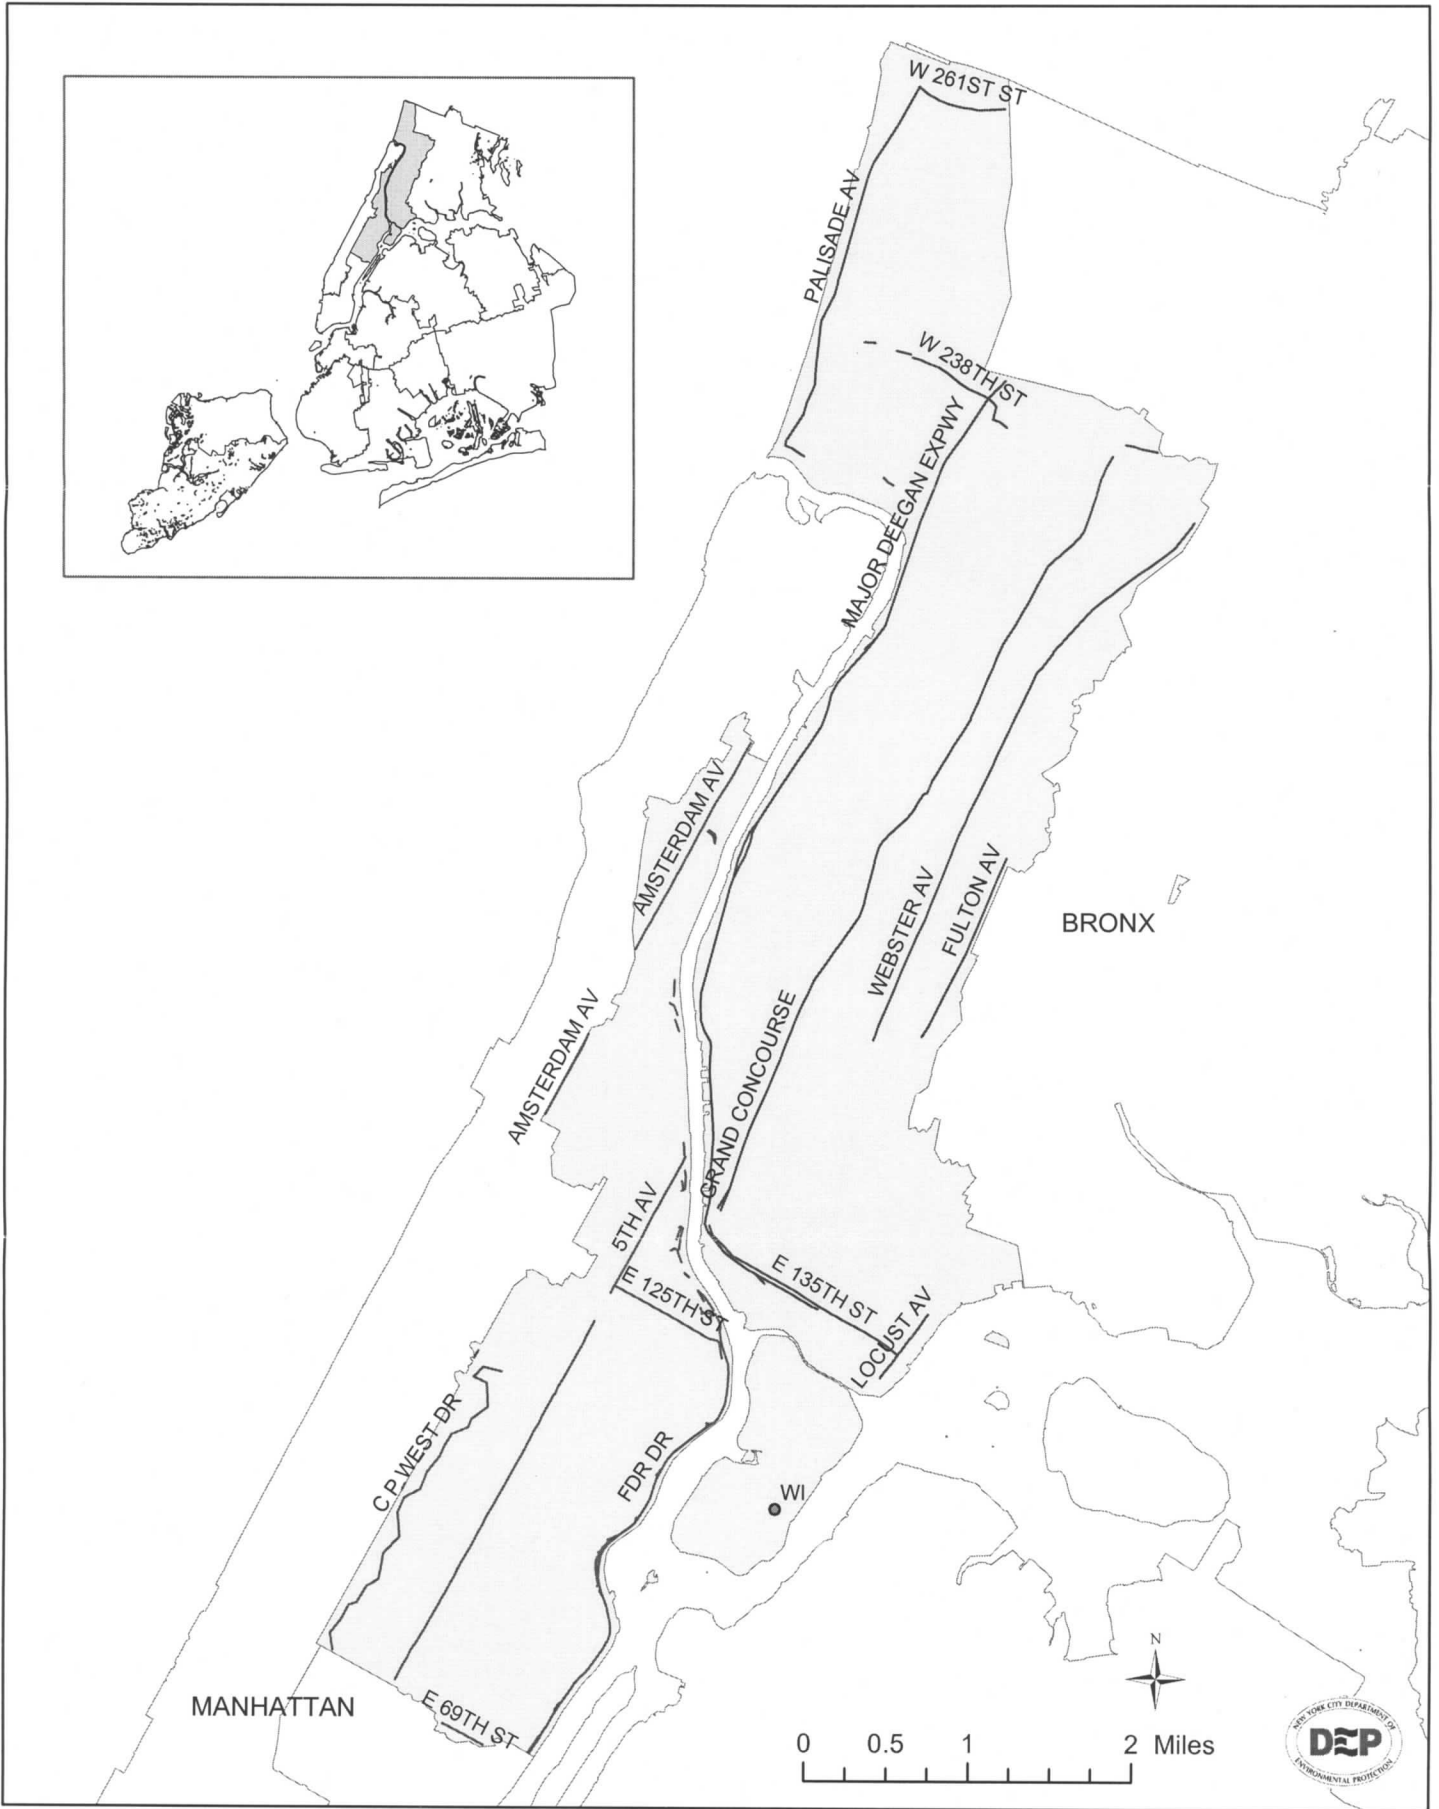 W 261ST ST
PALISADE AV
W 238TH ST
MAJOR DEEGAN EXPWY
AMSTERDAM AV
WEBSTER AV
FULTON AV
BRONX
AMSTERDAM AV
GRAND CONCOURSE
5TH AV
E 125TH ST
E 135TH ST
LOCUST AV
C P WEST DR
FDR DR
WI
N
MANHATTAN
E 69TH ST
0 0.5 1 2 Miles
NEW YORK CITY DEPARTMENT OF
DEP
ENVIRONMENTAL PROTECTION